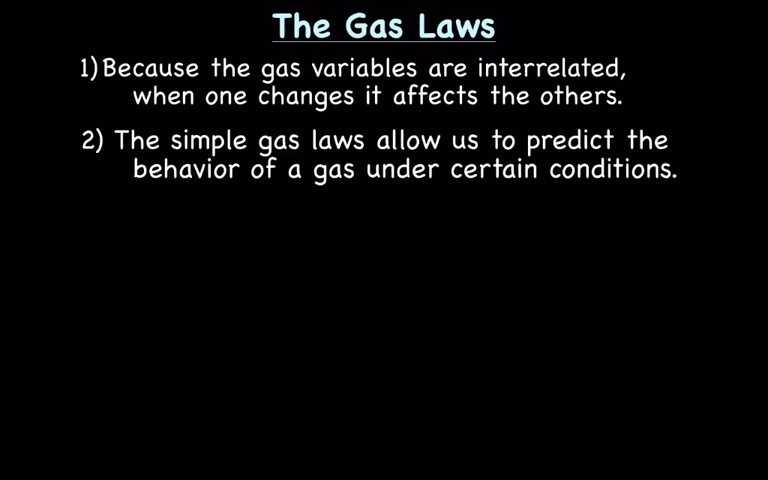 The Gas Laws
1) Because the gas variables are interrelated,
when one changes it affects the others.
2) The simple gas laws allow us to predict the
behavior of a gas under certain conditions.